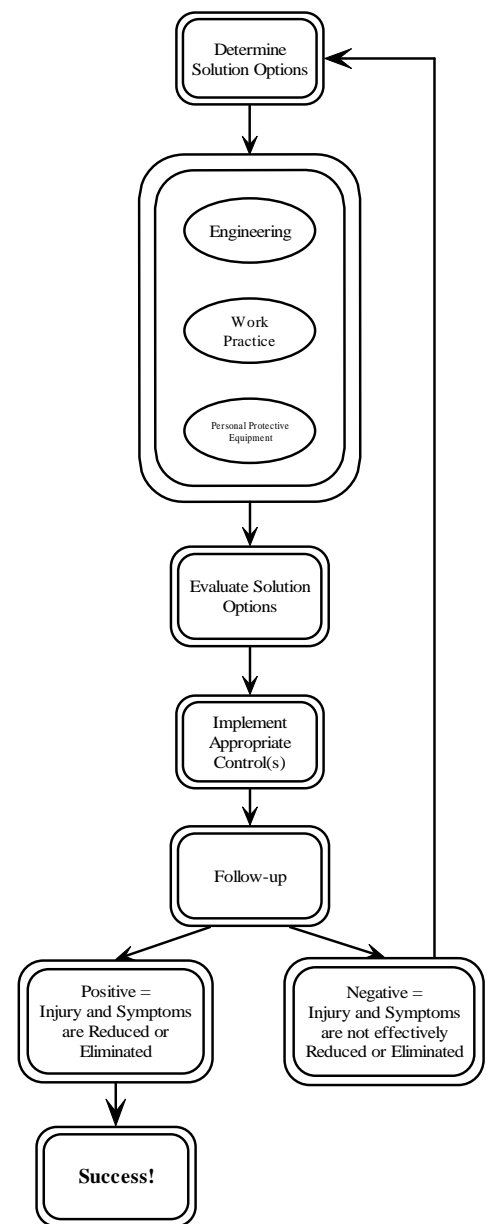 Determine
Solution Options
Engineering
Work
Practice
Personal Protective
Equipment
Evaluate Solution
Options
Implement
Appropriate
Control(s)
Follow-up
Positive =
Injury and Symptoms
are Reduced or
Eliminated
Negative =
Injury and Symptoms
are not effectively
Reduced or Eliminated
Success!